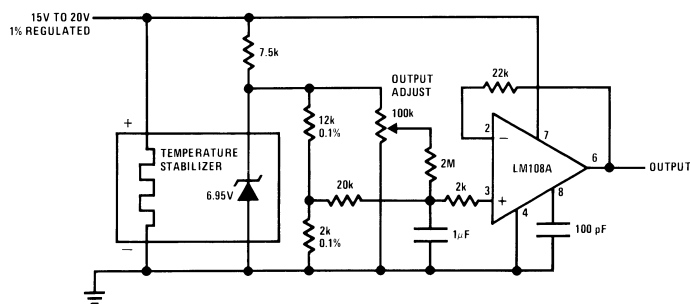 15V TO 20V
1% REGULATED
7.5k
OUTPUT
ADJUST
22k
+
TEMPERATURE
STABILIZER
6.95V
−
12k
0.1%
100k
2M
20k
2k
2k
0.1%
1μF
2
−
3
+
LM108A
7
6
OUTPUT
4
8
100 pF